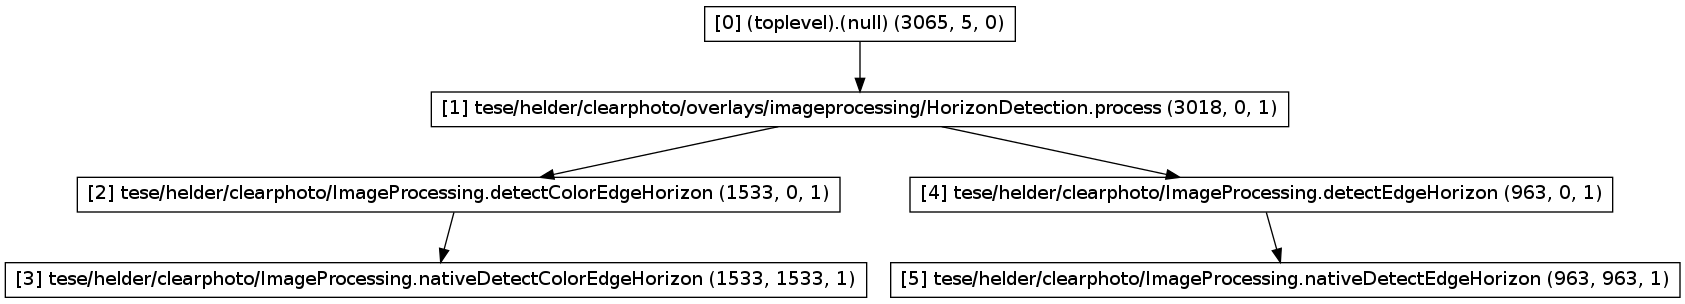 [0] (toplevel).(null) (3065, 5, 0)
[1] tese/helder/clearphoto/overlays/imageprocessing/HorizonDetection.process (3018, 0, 1)
[2] tese/helder/clearphoto/ImageProcessing.detectColorEdgeHorizon (1533, 0, 1)
[4] tese/helder/clearphoto/ImageProcessing.detectEdgeHorizon (963, 0, 1)
[3] tese/helder/clearphoto/ImageProcessing.nativeDetectColorEdgeHorizon (1533, 1533, 1)
[5] tese/helder/clearphoto/ImageProcessing.nativeDetectEdgeHorizon (963, 963, 1)